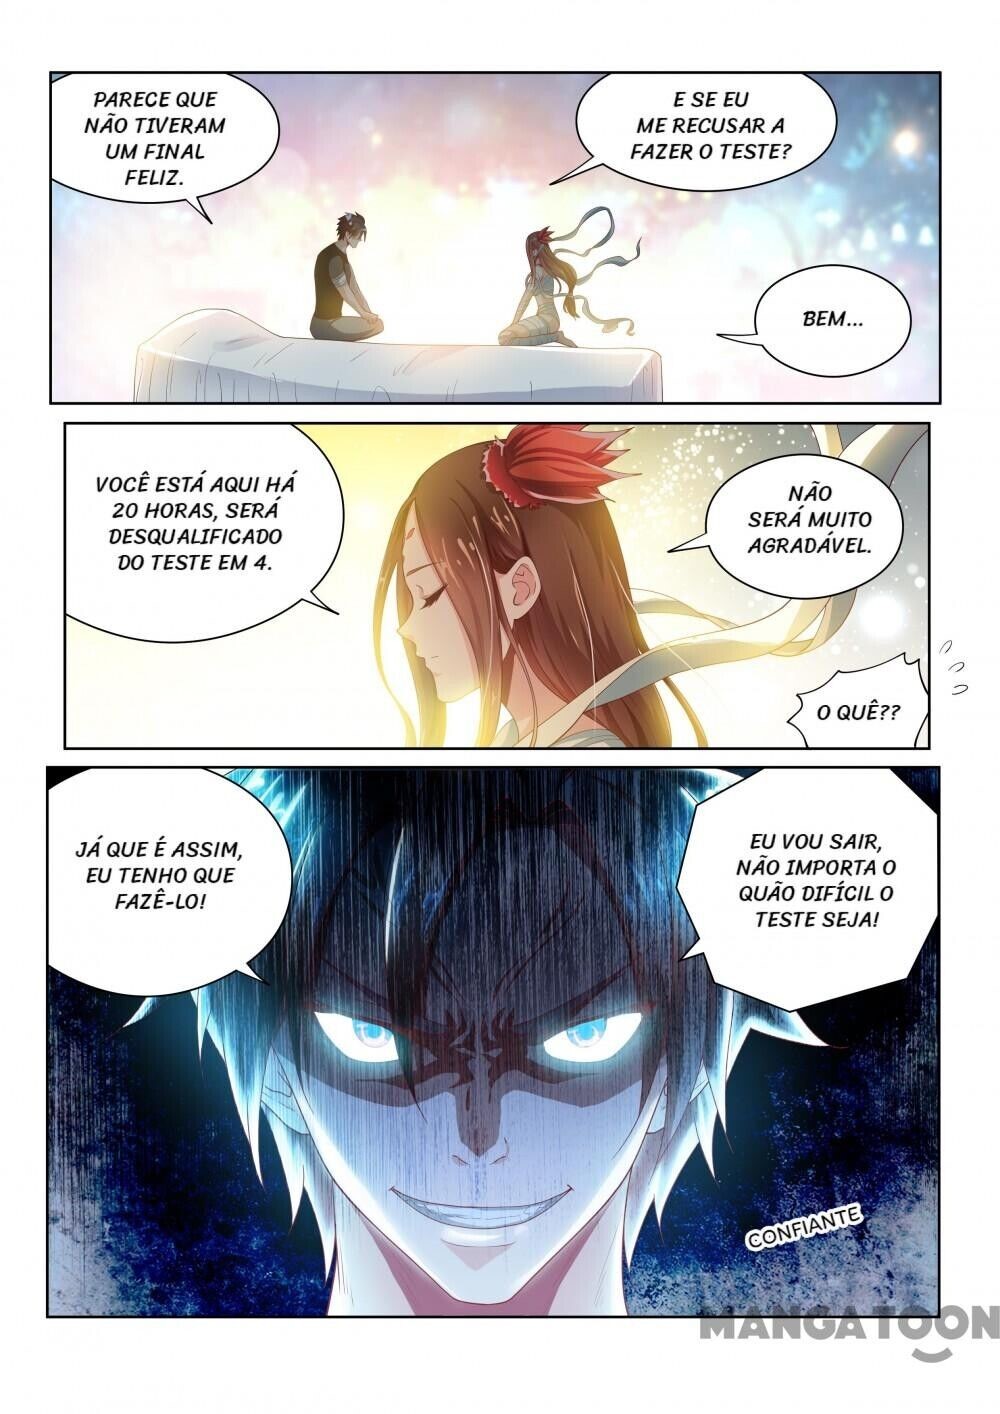 PARECE QUE
NÃO TIVERAM
UM FINAL
FELIZ.
E SE EU
ME RECUSAR A
FAZER O TESTE?
BEM...
VOCÊ ESTÁ AQUI HÁ
20 HORAS, SERÁ
DESQUALIFICADO
DO TESTE EM 4.
NÃO
SERÁ MUITO
AGRADÁVEL.
O QUÊ??
JÁ QUE É ASSIM,
EU TENHO QUE
FAZÊ-LO!
EU VOU SAIR,
NÃO IMPORTA O
QUÃO DIFÍCIL O
TESTE SEJA!
CONFIANTE
MANGATOON